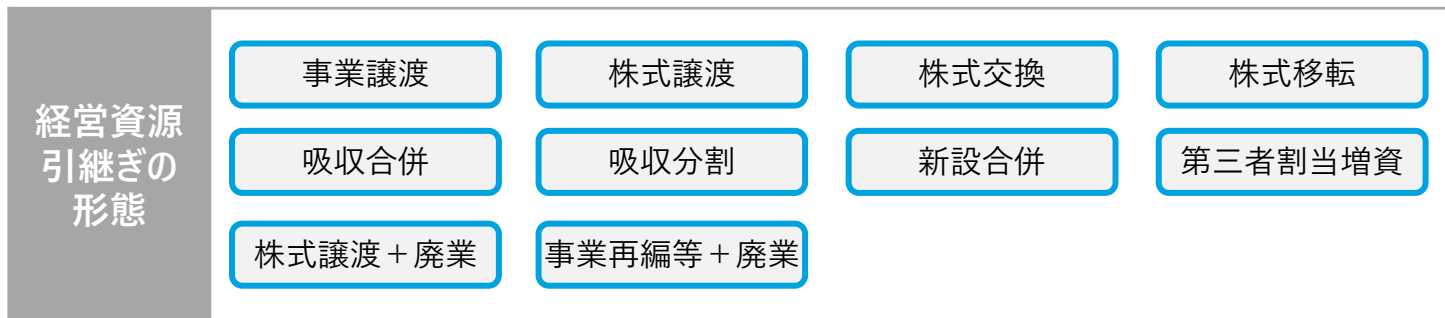 経営資源
引継ぎの
形態
事業譲渡
株式譲渡
株式交換
株式移転
吸収合併
吸収分割
新設合併
第三者割当増資
株式譲渡＋廃業
事業再編等＋廃業